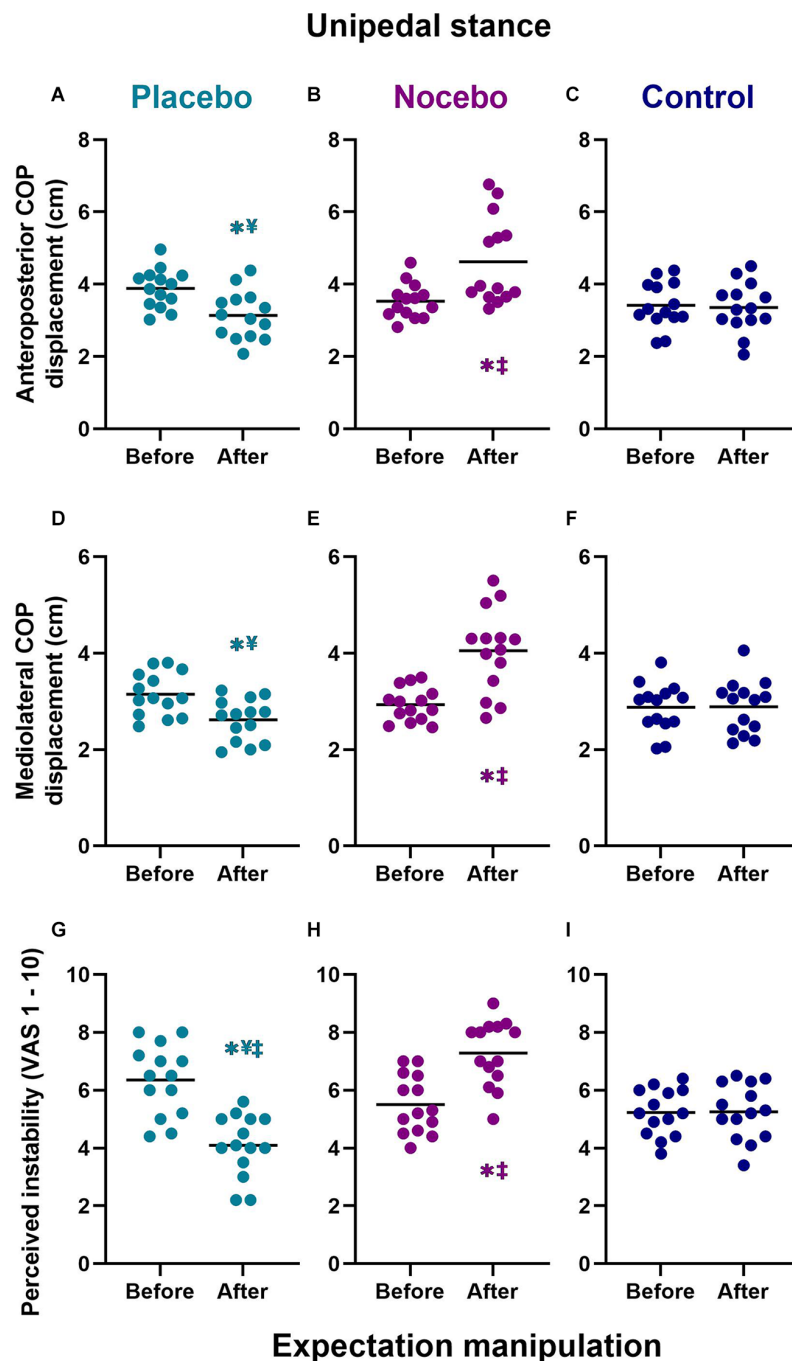 Unipedal stance
A Placebo B Nocebo C Control
Anteroposterior COP
displacement (cm)
8 8 8
6 6 6
∗¥
4 4 4
2 2 2
∗‡
0 0 0
Before After Before After Before After
D E F
Mediolateral COP
displacement (cm)
6 6 6
∗¥
4 4 4
2 2 2
∗‡
0 0 0
Before After Before After Before After
G H I
Perceived instability (VAS 1 - 10)
10 10 10
8 8 8
∗¥‡
6 6 6
4 4 4
∗‡
2 2 2
0 0 0
Before After Before After Before After
Expectation manipulation